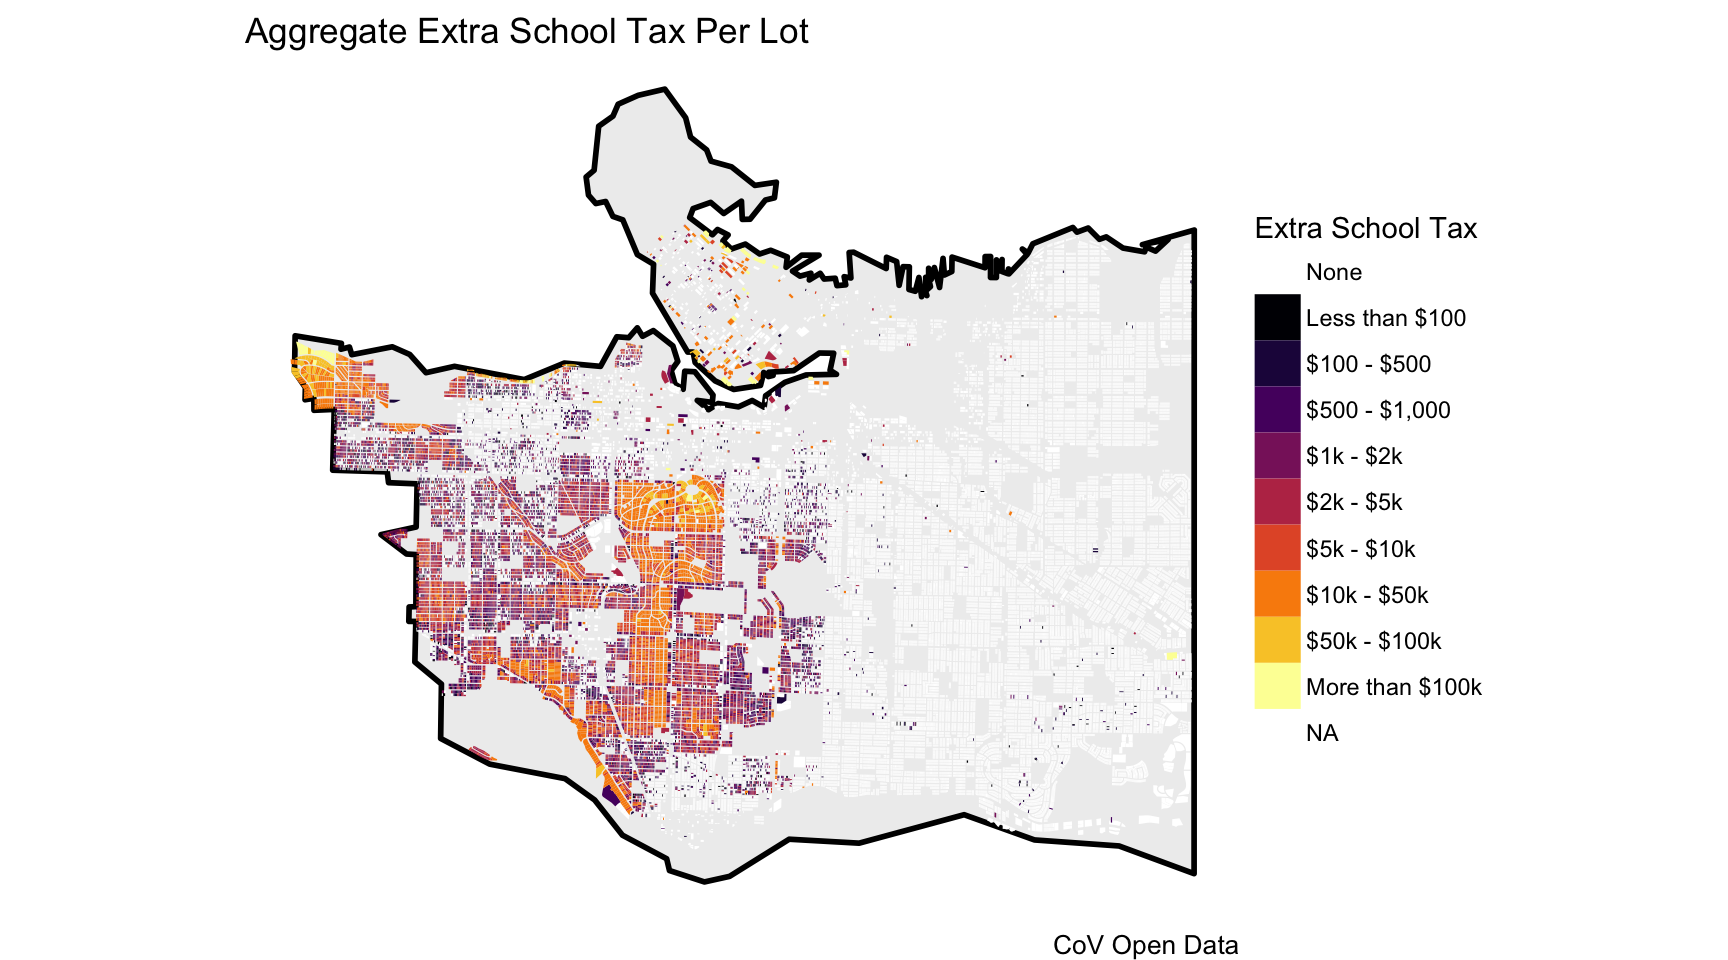 Aggregate Extra School Tax Per Lot
Extra School Tax
None
Less than $100
$100 - $500
$500 - $1,000
$1k - $2k
$2k - $5k
$5k - $10k
$10k - $50k
$50k - $100k
More than $100k
NA
CoV Open Data